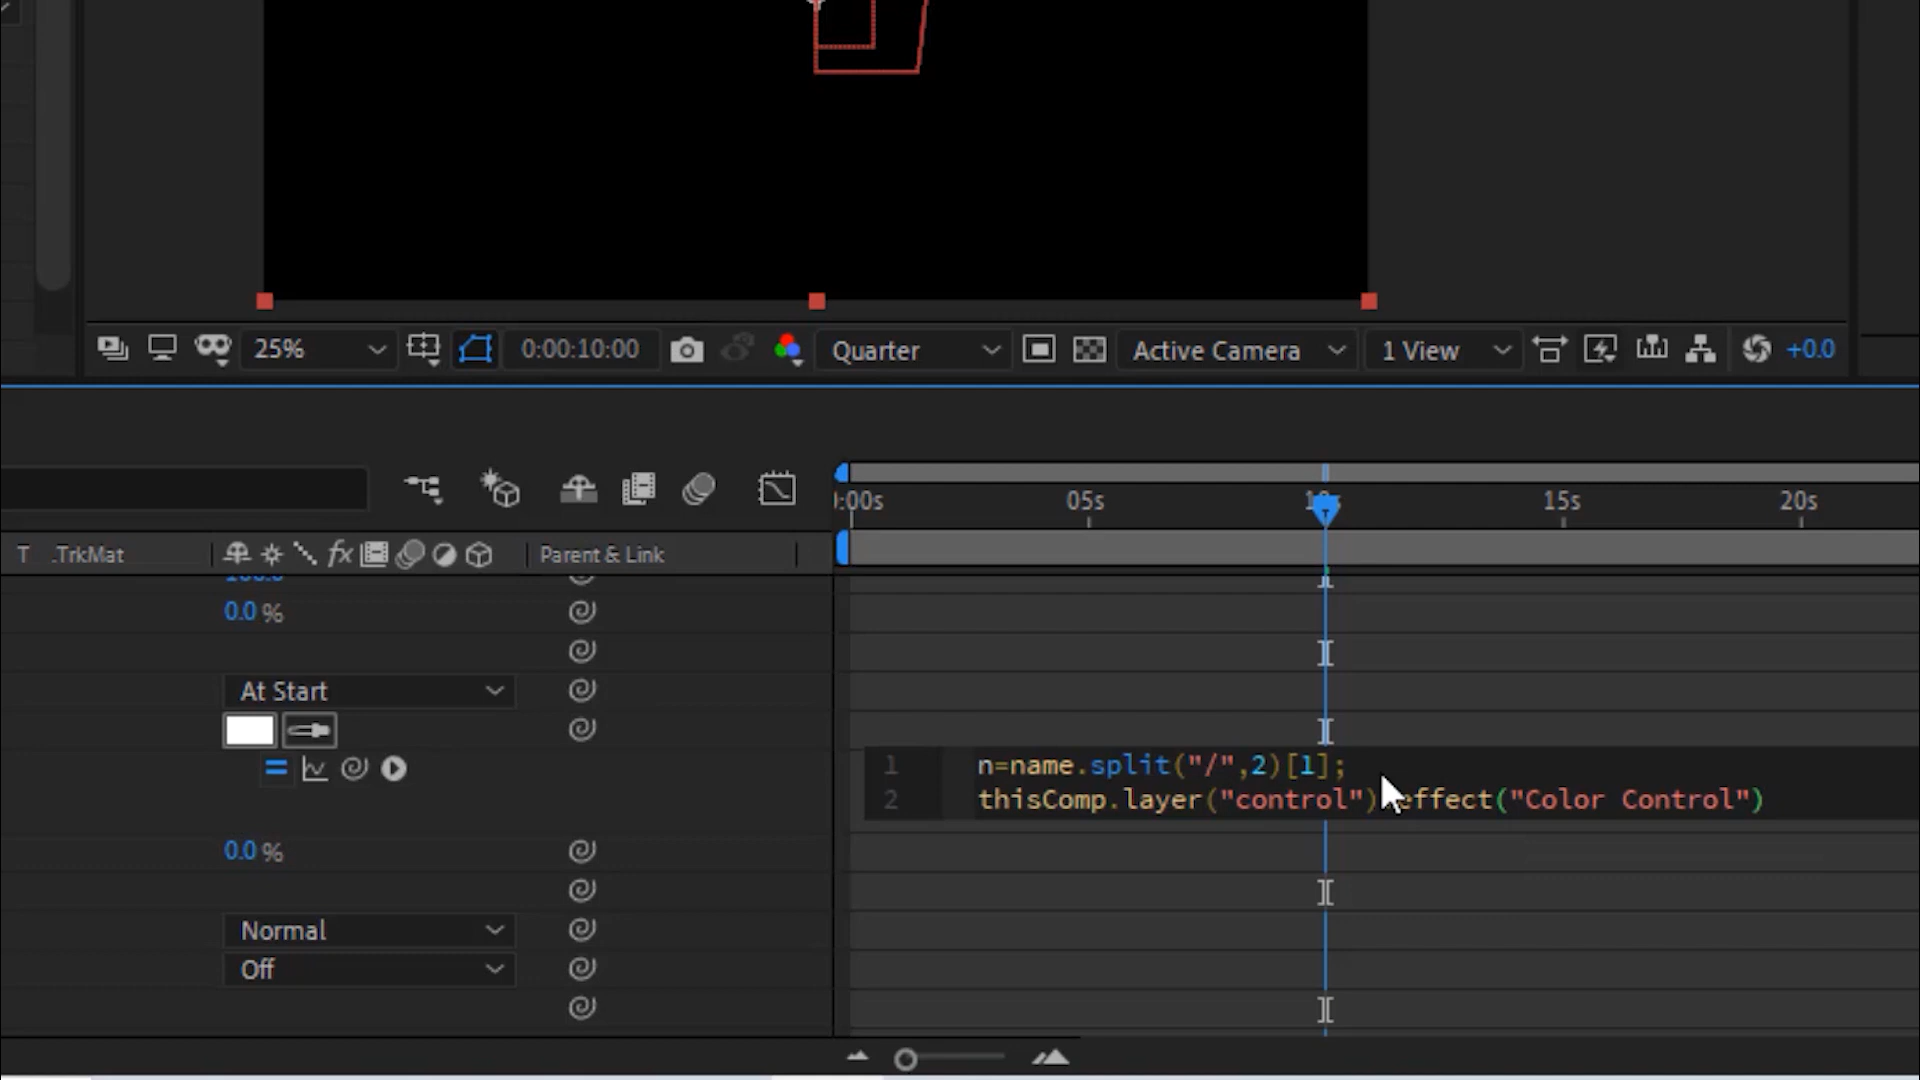 25%
0:00:10:00
Quarter
Active Camera
1 View
+0.0
:00s
05s
15s
20s
T .TrkMat
fx
Parent & Link
0.0 %
At Start
1 n=name.split("/",2)[1];
2 thisComp.layer("control") effect("Color Control")
0.0 %
Normal
Off